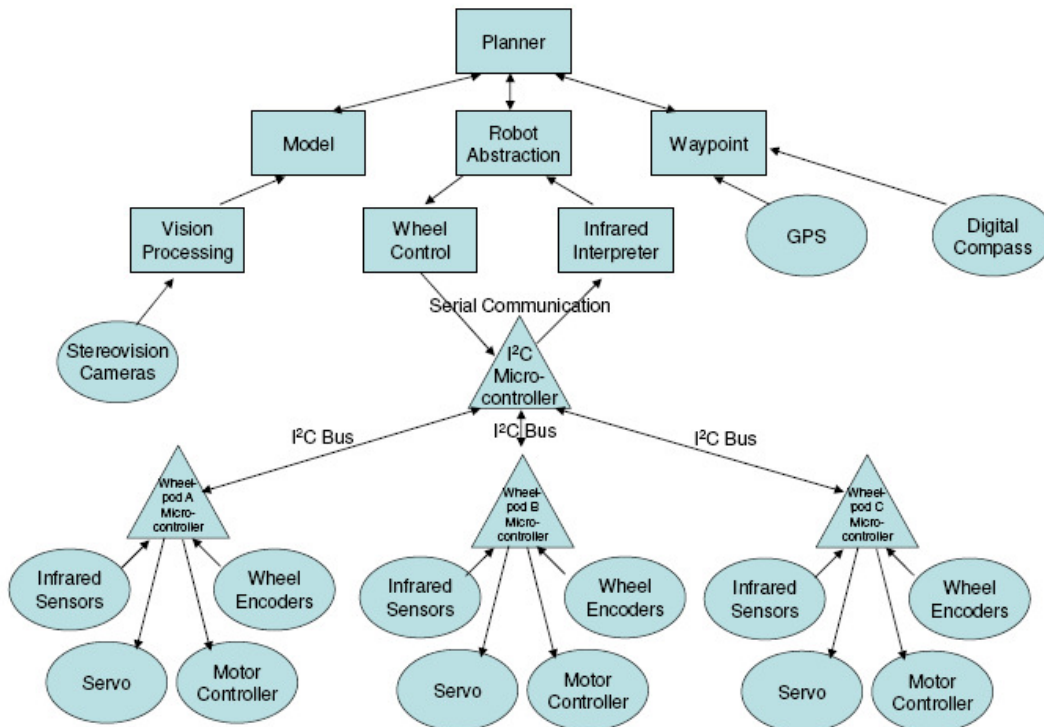 Planner
Model
Robot
Abstraction
Waypoint
Vision
Processing
Wheel
Control
Infrared
Interpreter
GPS
Digital
Compass
Serial Communication
Stereovision
Cameras
I²C
Micro-
controller
I²C Bus
I²C Bus
I²C Bus
Wheel-
pod A
Micro-
controller
Wheel-
pod B
Micro-
controller
Wheel-
pod C
Micro-
controller
Infrared
Sensors
Wheel
Encoders
Infrared
Sensors
Wheel
Encoders
Infrared
Sensors
Wheel
Encoders
Servo
Motor
Controller
Servo
Motor
Controller
Servo
Motor
Controller